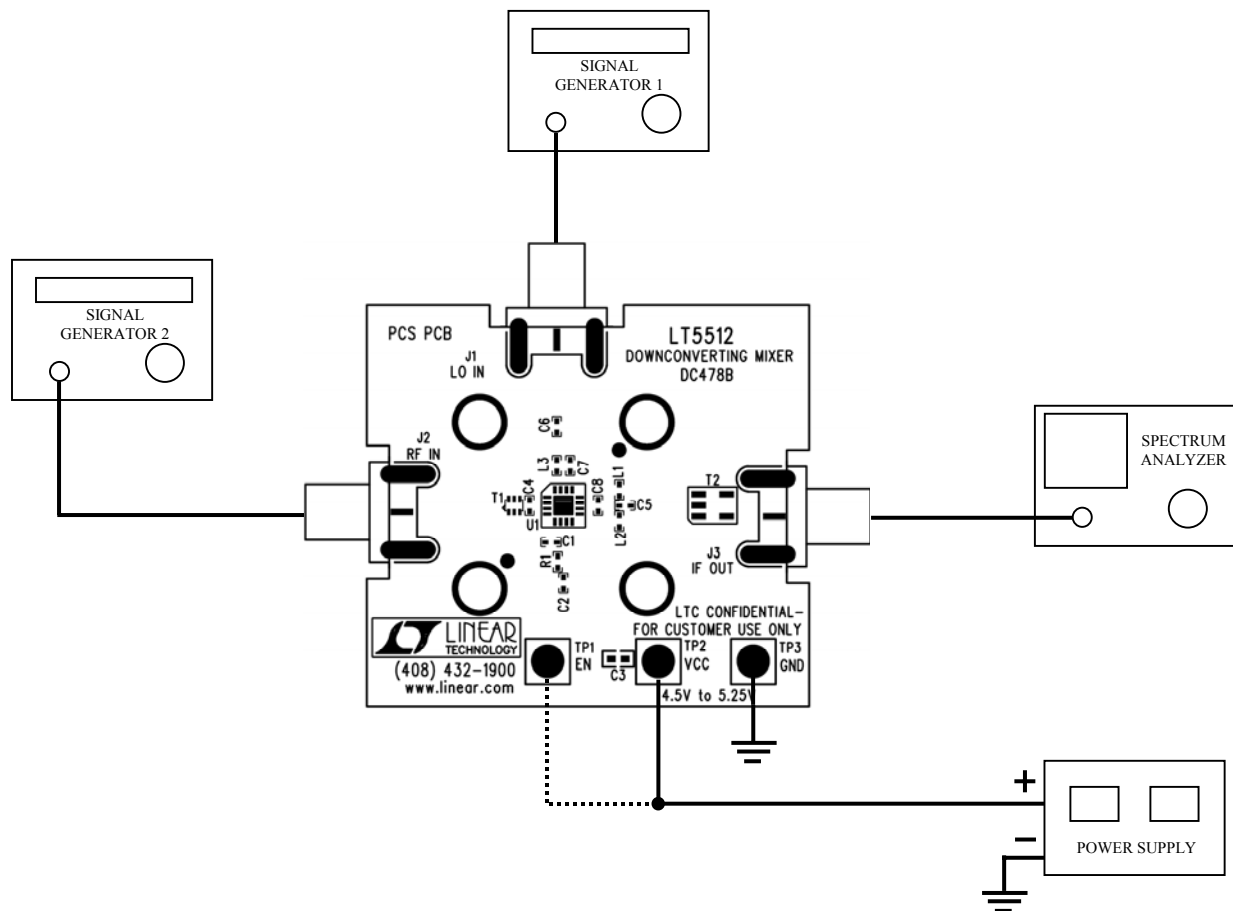 SIGNAL
GENERATOR 1
SIGNAL
GENERATOR 2
PCS PCB
J1
LO IN
LT5512
DOWNCONVERTING MIXER
DC478B
J2
RF IN
C6
L3
C7
L1
T1
C4
C8
C5
T2
U1
L2
C1
R1
C2
J3
IF OUT
SPECTRUM
ANALYZER
LTC CONFIDENTIAL-
FOR CUSTOMER USE ONLY
LINEAR
TECHNOLOGY
(408) 432-1900
www.linear.com
TP1
EN
C3
TP2
VCC
TP3
GND
4.5V to 5.25V
+
−
POWER SUPPLY